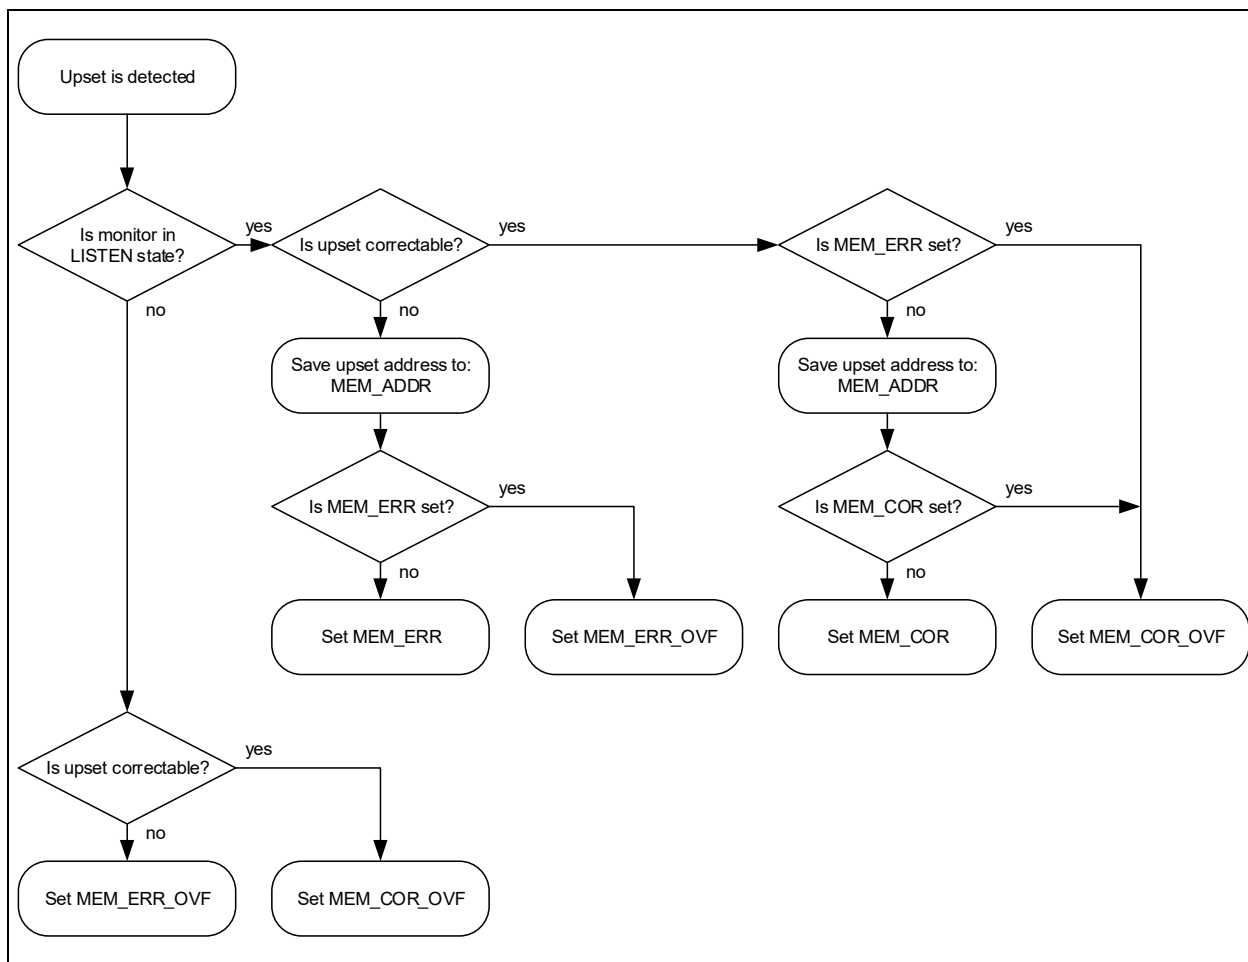 Upset is detected
Is monitor in
LISTEN state?
yes
Is upset correctable?
yes
Is MEM_ERR set?
yes
no
no
no
Save upset address to:
MEM_ADDR
Save upset address to:
MEM_ADDR
Is MEM_ERR set?
yes
Is MEM_COR set?
yes
no
no
Set MEM_ERR
Set MEM_ERR_OVF
Set MEM_COR
Set MEM_COR_OVF
Is upset correctable?
yes
no
Set MEM_ERR_OVF
Set MEM_COR_OVF